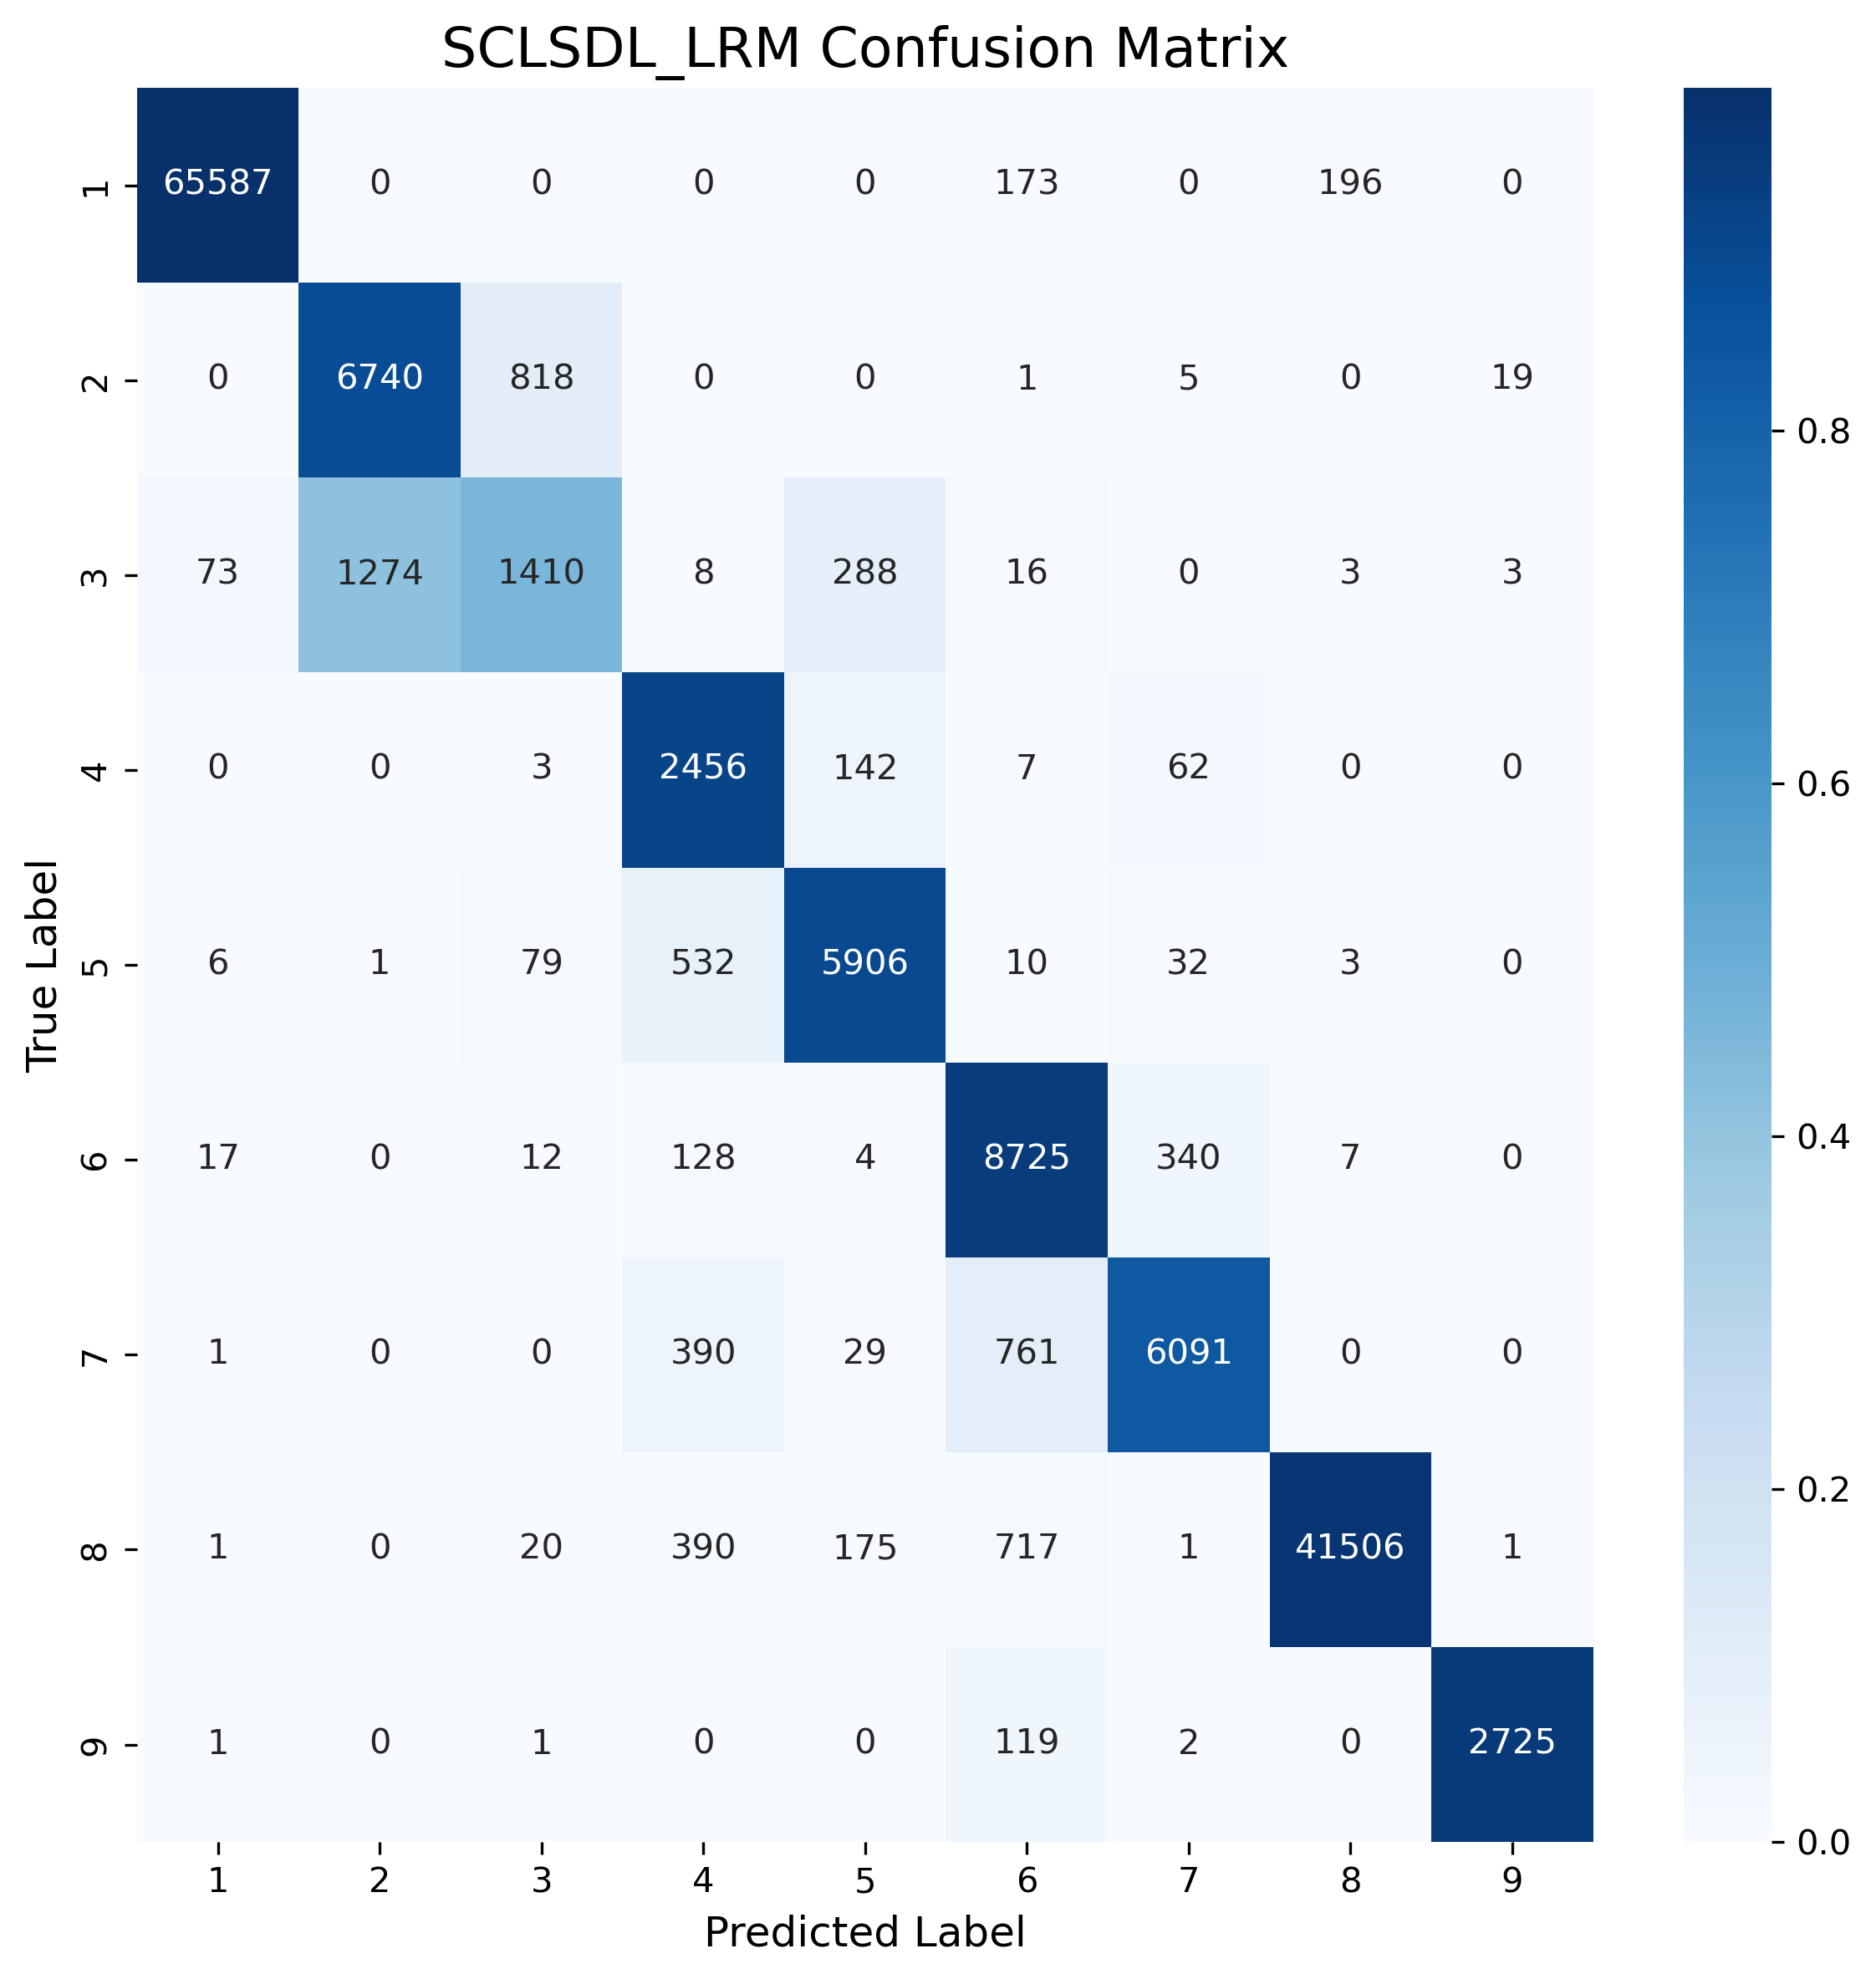 SCLSDL_LRM Confusion Matrix
1 65587 0 0 0 0 173 0 196 0
2 0 6740 818 0 0 1 5 0 19
0.8
3 73 1274 1410 8 288 16 0 3 3
4 0 0 3 2456 142 7 62 0 0
0.6
True Label
5 6 1 79 532 5906 10 32 3 0
6 17 0 12 128 4 8725 340 7 0
0.4
7 1 0 0 390 29 761 6091 0 0
0.2
8 1 0 20 390 175 717 1 41506 1
9 1 0 1 0 0 119 2 0 2725
0.0
1 2 3 4 5 6 7 8 9
Predicted Label